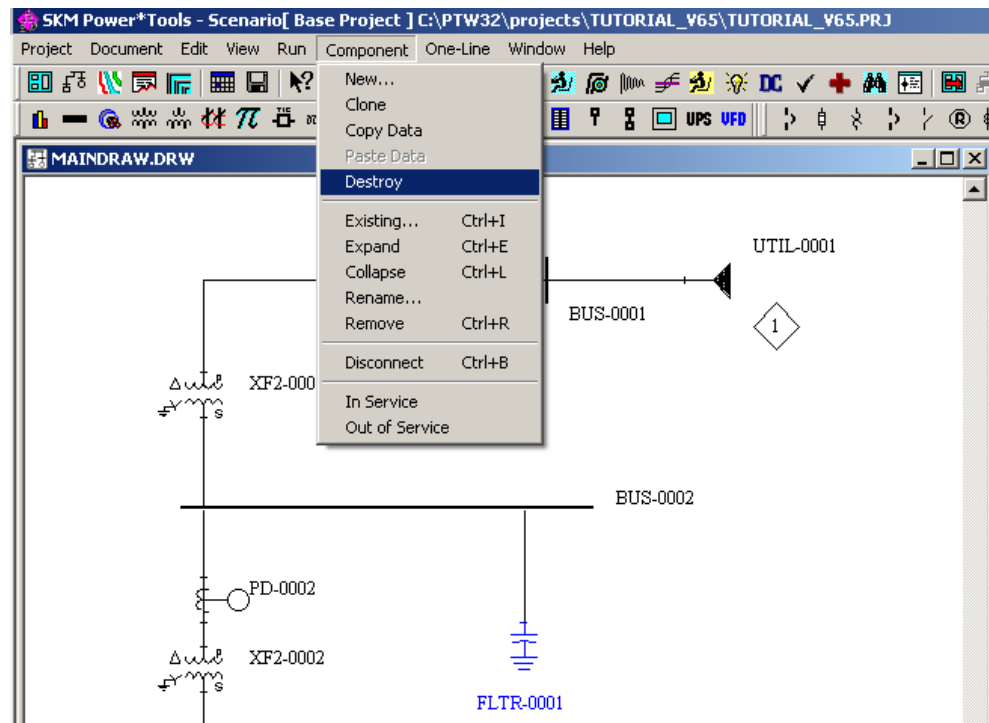 SKM Power*Tools - Scenario[ Base Project ] C:\PTW32\projects\TUTORIAL_V65\TUTORIAL_V65.PRJ
Project Document Edit View Run Component One-Line Window Help
DC
UPS VFD R
MAINDRAW.DRW
New...
Clone
Copy Data
Paste Data
Destroy
Existing... Ctrl+I
Expand Ctrl+E
Collapse Ctrl+L
Rename...
Remove Ctrl+R
Disconnect Ctrl+B
In Service
Out of Service
UTIL-0001
BUS-0001
1
Δ XF2-000
S
BUS-0002
PD-0002
Δ XF2-0002
S
FLTR-0001